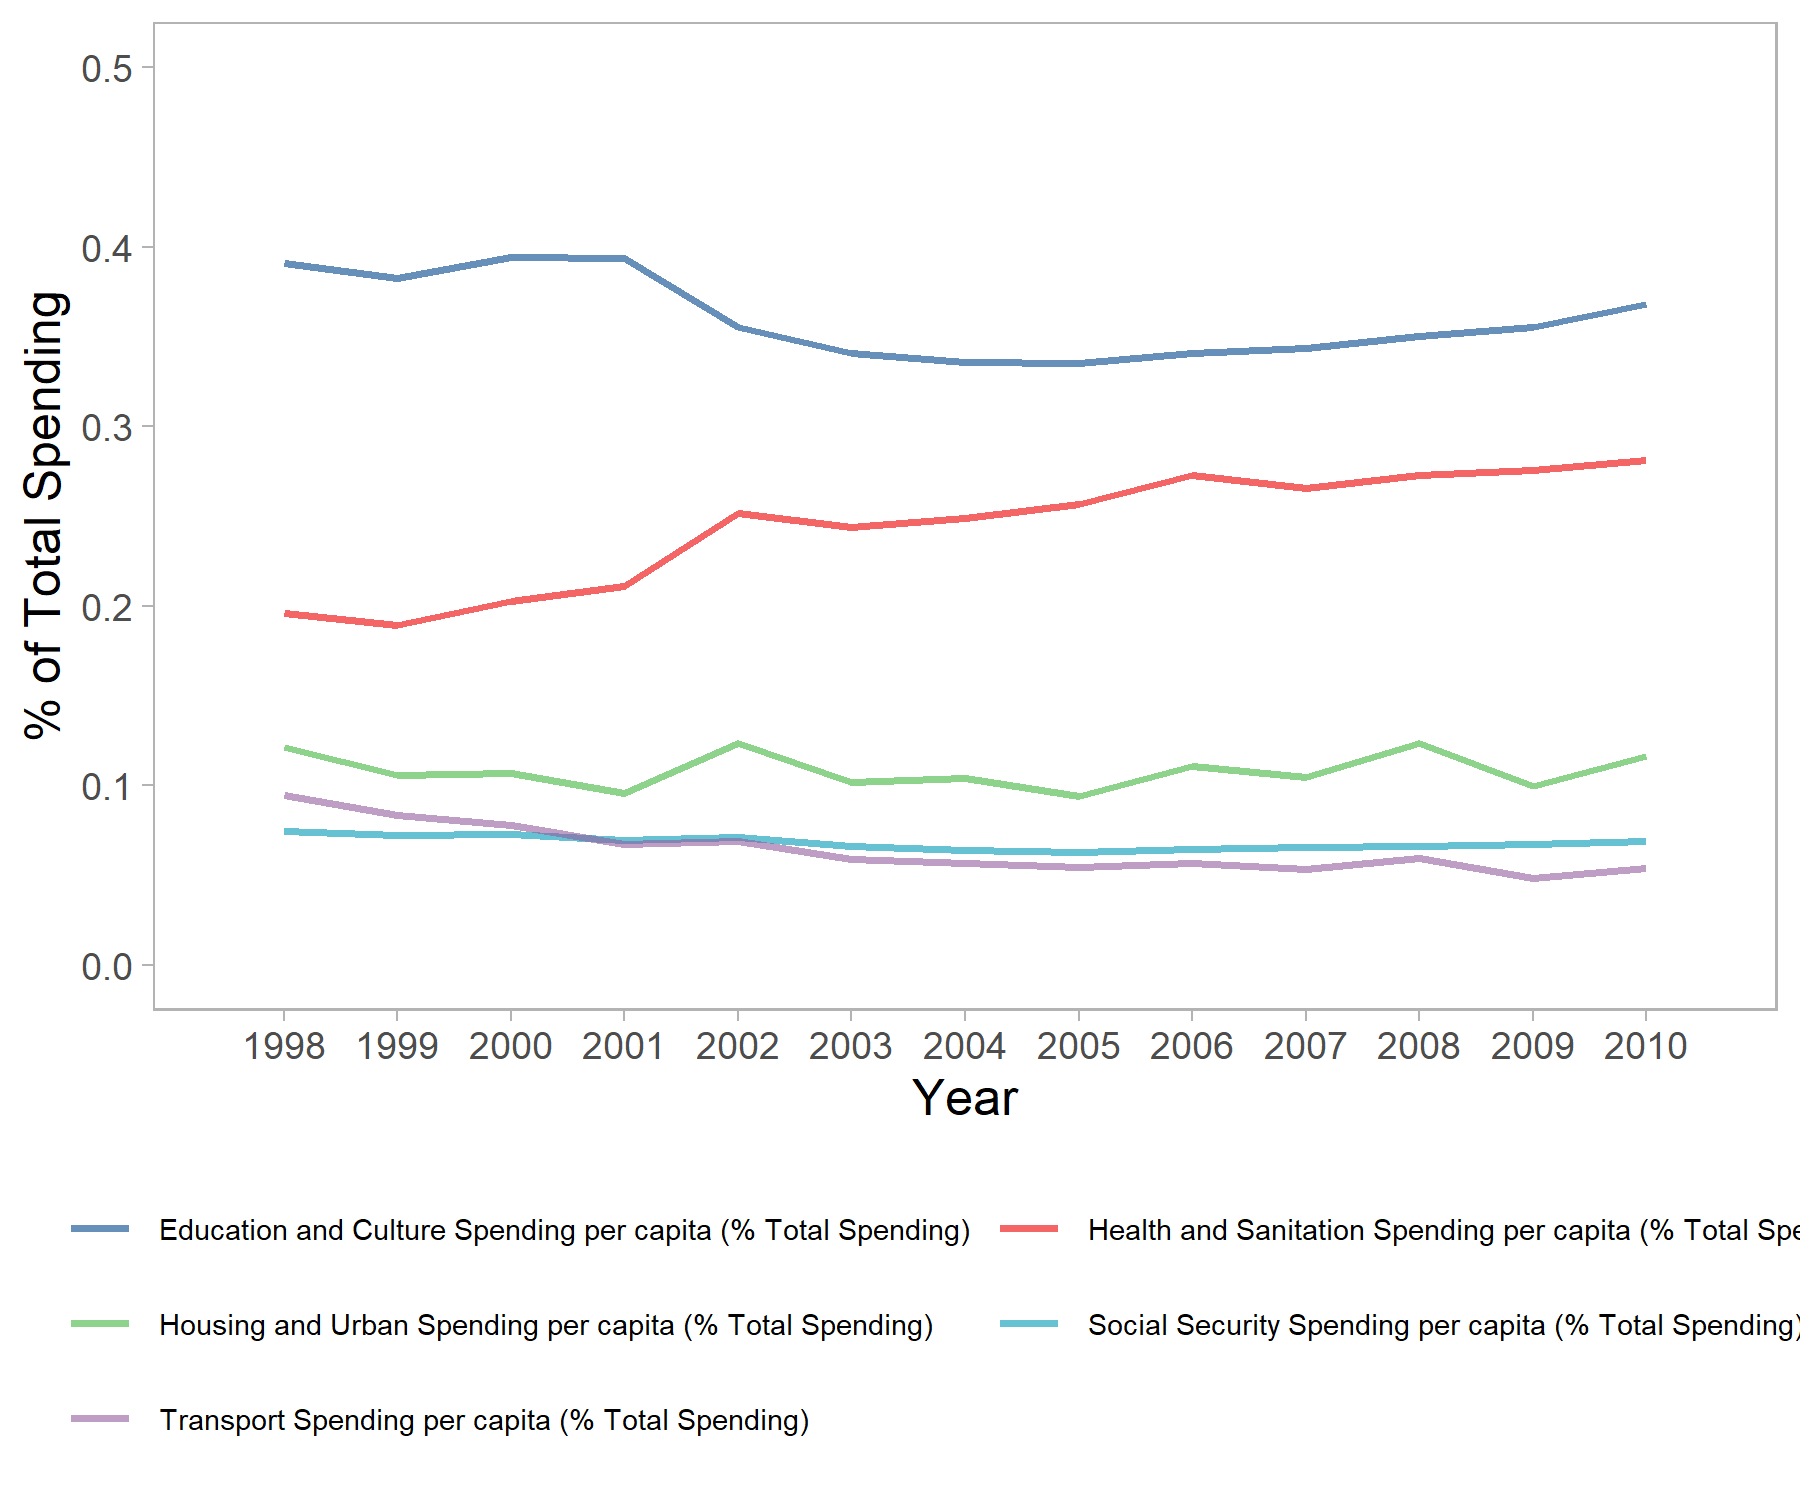 0.5
0.4
0.3
0.2
0.1
0.0
% of Total Spending
1998 1999 2000 2001 2002 2003 2004 2005 2006 2007 2008 2009 2010
Year
Education and Culture Spending per capita (% Total Spending)
Health and Sanitation Spending per capita (% Total Spe
Housing and Urban Spending per capita (% Total Spending)
Social Security Spending per capita (% Total Spending)
Transport Spending per capita (% Total Spending)